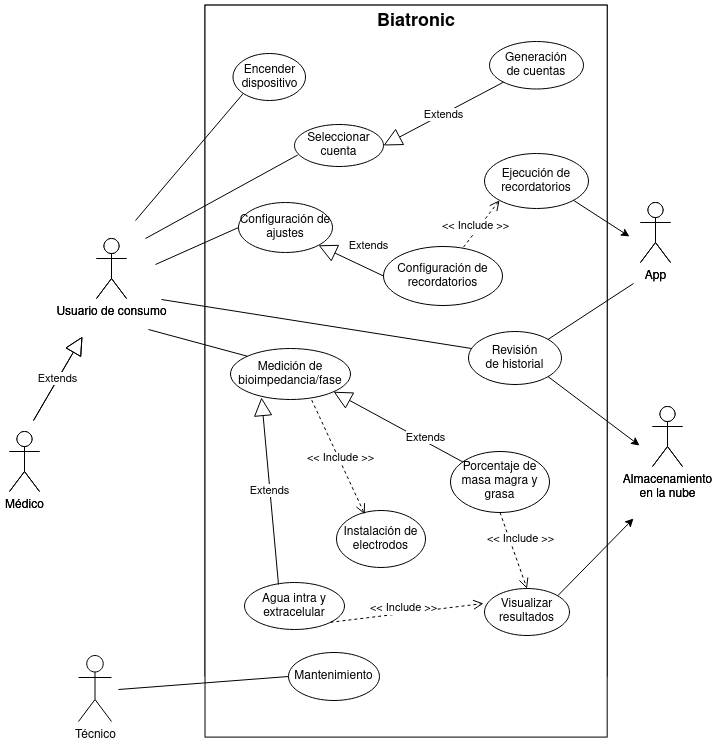 Biatronic
Encender
dispositivo
Generación
de cuentas
Extends
Seleccionar
cuenta
Ejecución de
recordatorios
<< Include >>
Configuración de
ajustes
Extends
Configuración de
recordatorios
App
Usuario de consumo
Revisión
de historial
Medición de
bioimpedancia/fase
Extends
Extends
<< Include >>
Porcentaje de
masa magra y
grasa
Almacenamiento
en la nube
Médico
Extends
Instalación de
electrodos
<< Include >>
Agua intra y
extracelular
<< Include >>
Visualizar
resultados
Mantenimiento
Técnico